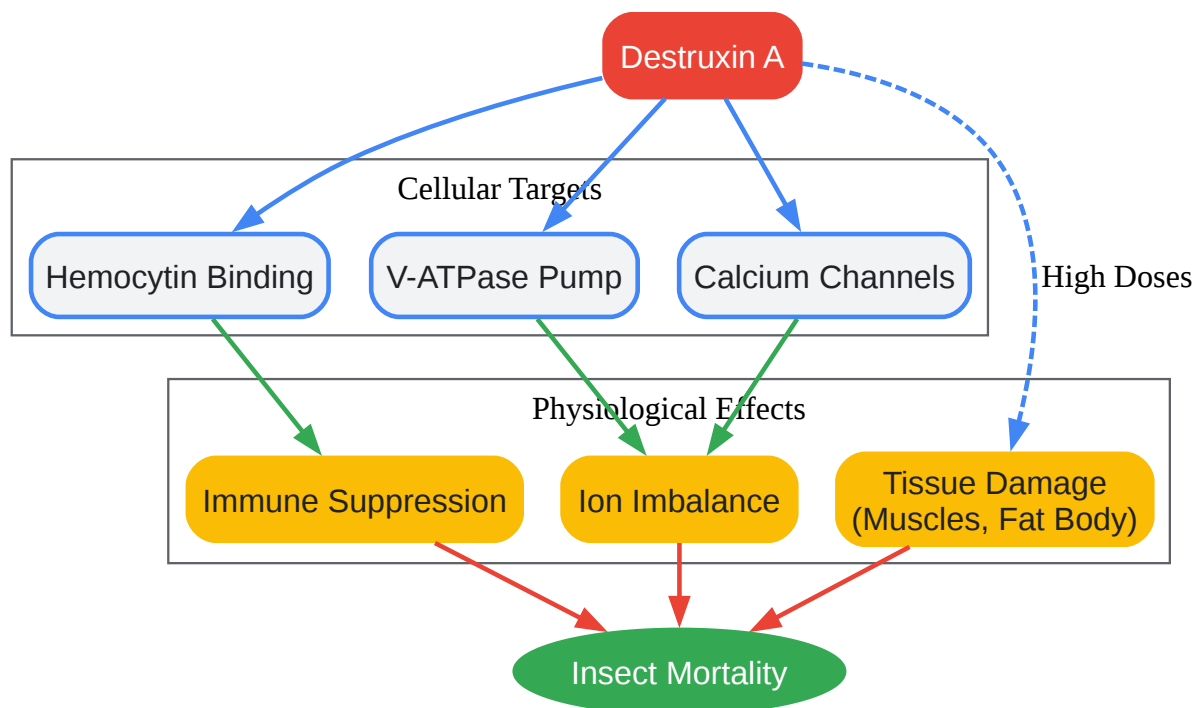 Destruxin A
Cellular Targets
Hemocytin Binding
V-ATPase Pump
Calcium Channels
High Doses
Physiological Effects
Immune Suppression
Ion Imbalance
Tissue Damage
(Muscles, Fat Body)
Insect Mortality